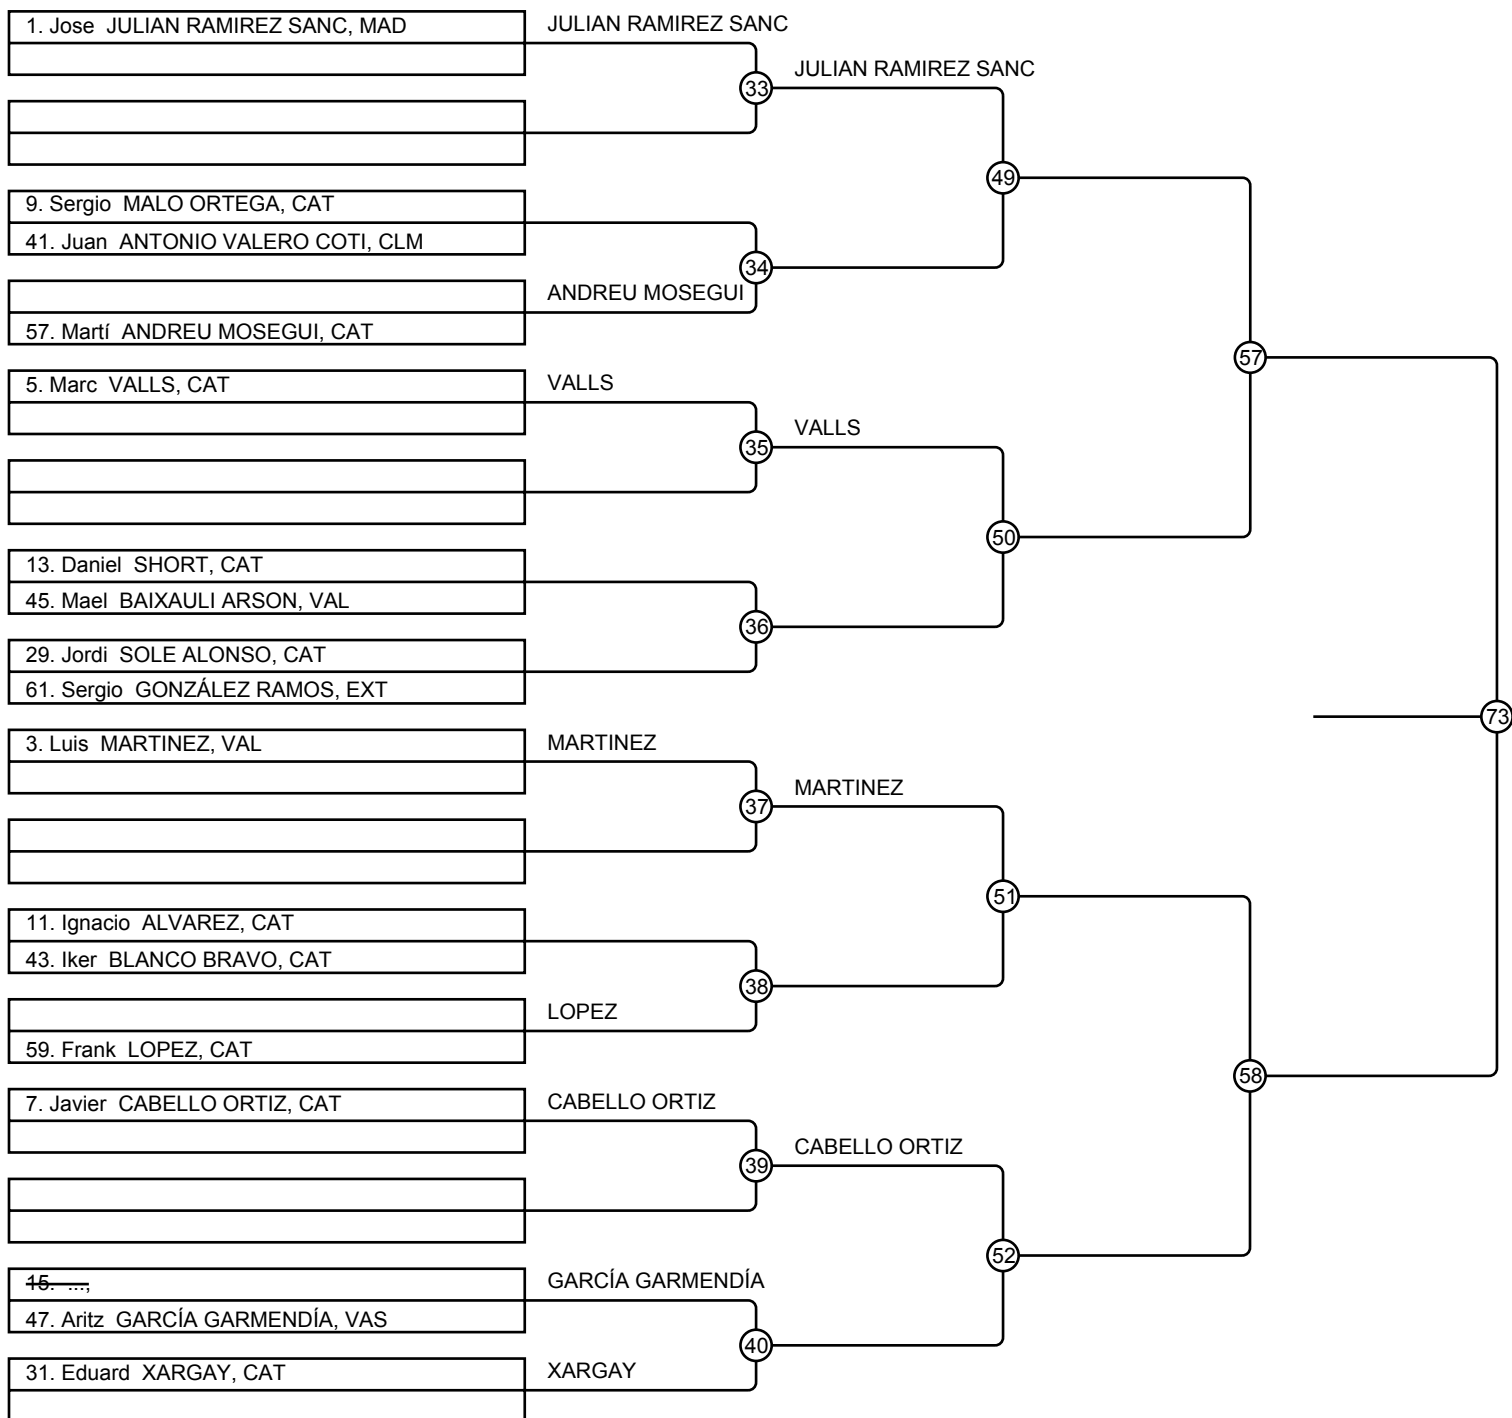 1. Jose JULIAN RAMIREZ SANC, MAD
JULIAN RAMIREZ SANC
JULIAN RAMIREZ SANC
33
49
9. Sergio MALO ORTEGA, CAT
41. Juan ANTONIO VALERO COTI, CLM
34
ANDREU MOSEGUI
57. Martí ANDREU MOSEGUI, CAT
57
5. Marc VALLS, CAT
VALLS
VALLS
35
50
13. Daniel SHORT, CAT
45. Mael BAIXAULI ARSON, VAL
36
29. Jordi SOLE ALONSO, CAT
61. Sergio GONZÁLEZ RAMOS, EXT
73
3. Luis MARTINEZ, VAL
MARTINEZ
MARTINEZ
37
51
11. Ignacio ALVAREZ, CAT
43. Iker BLANCO BRAVO, CAT
38
LOPEZ
59. Frank LOPEZ, CAT
58
7. Javier CABELLO ORTIZ, CAT
CABELLO ORTIZ
CABELLO ORTIZ
39
52
15. ...,
GARCÍA GARMENDÍA
47. Aritz GARCÍA GARMENDÍA, VAS
40
31. Eduard XARGAY, CAT
XARGAY